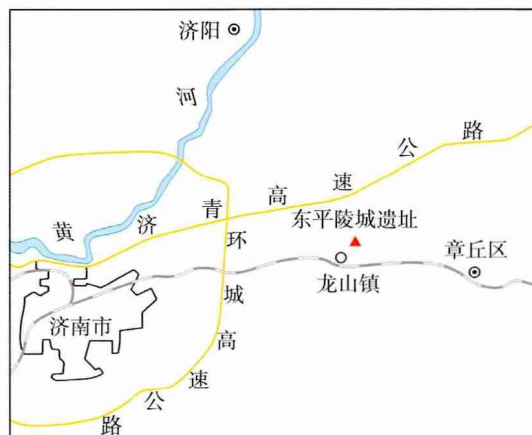 济阳
黄河
济青高速公路
环城高速公路
东平陵城遗址
龙山镇
章丘区
济南市